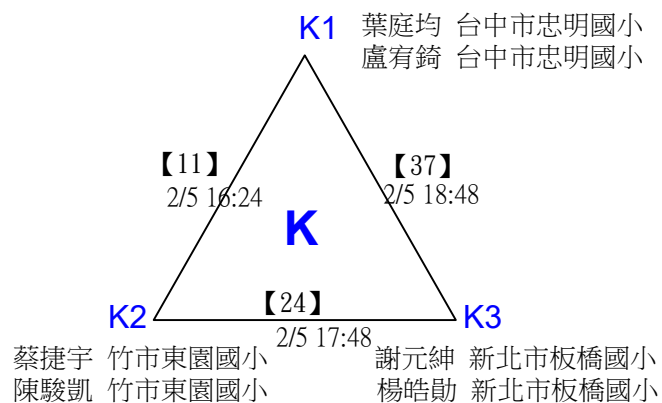 K1 葉庭均 台中市忠明國小
盧宥錡 台中市忠明國小
【11】
2/5 16:24
【37】
2/5 18:48
K
【24】
2/5 17:48
K2
K3
蔡捷宇 竹市東園國小
陳駿凱 竹市東園國小
謝元紳 新北市板橋國小
楊皓勛 新北市板橋國小